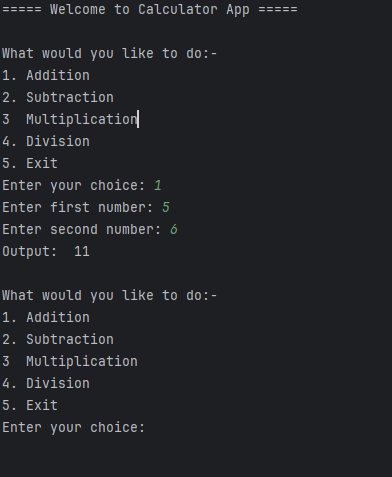 ===== Welcome to Calculator App =====
What would you like to do:-
1. Addition
2. Subtraction
3  Multiplication
4. Division
5. Exit
Enter your choice: 1
Enter first number: 5
Enter second number: 6
Output:  11
What would you like to do:-
1. Addition
2. Subtraction
3  Multiplication
4. Division
5. Exit
Enter your choice: